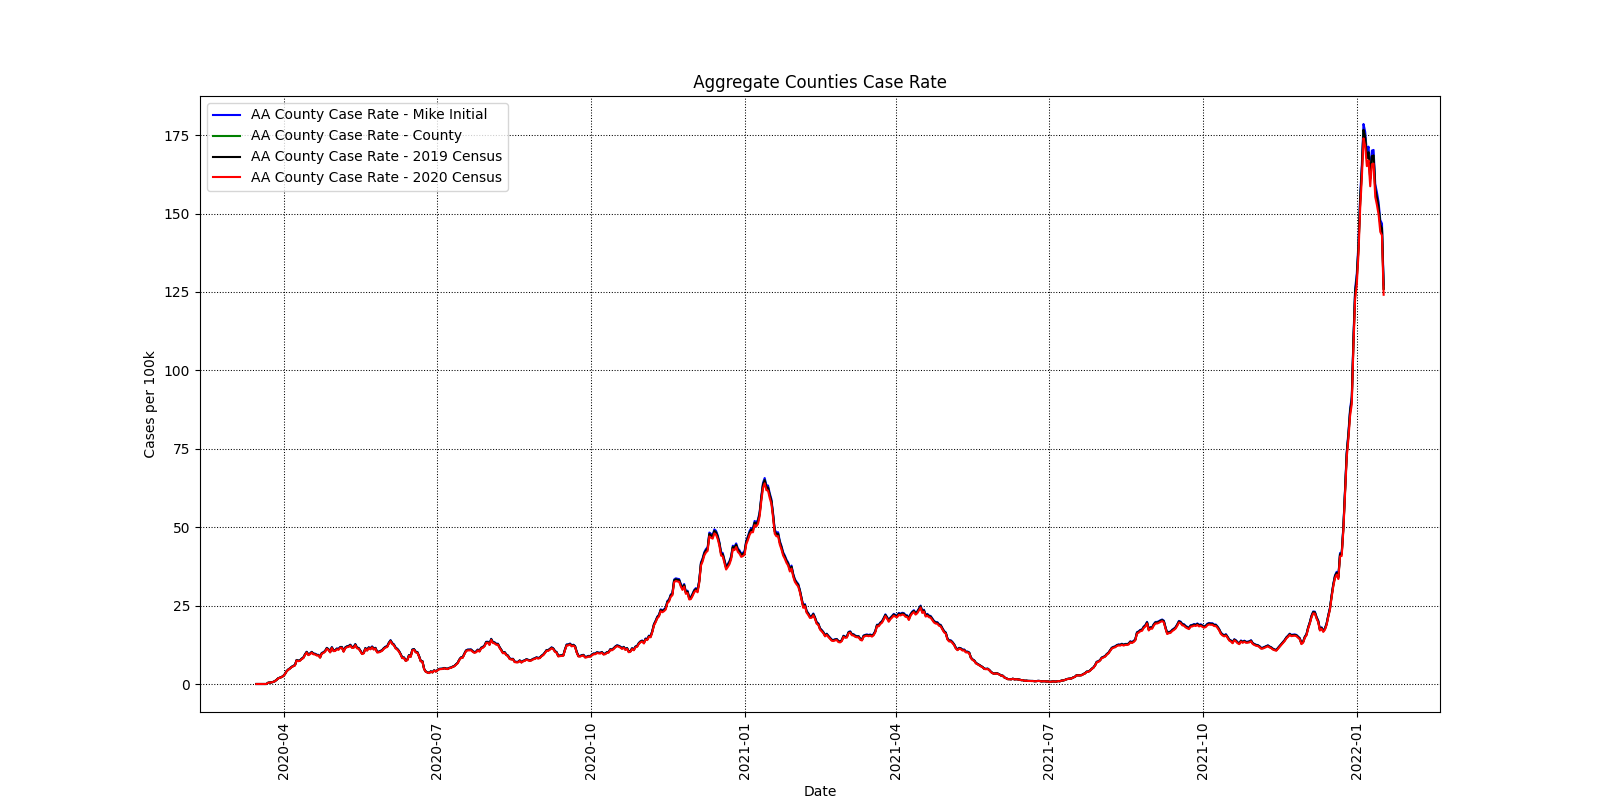 Aggregate Counties Case Rate
AA County Case Rate - Mike Initial
AA County Case Rate - County
AA County Case Rate - 2019 Census
AA County Case Rate - 2020 Census
Cases per 100k
175
150
125
100
75
50
25
0
2020-04
2020-07
2020-10
2021-01
2021-04
2021-07
2021-10
2022-01
Date